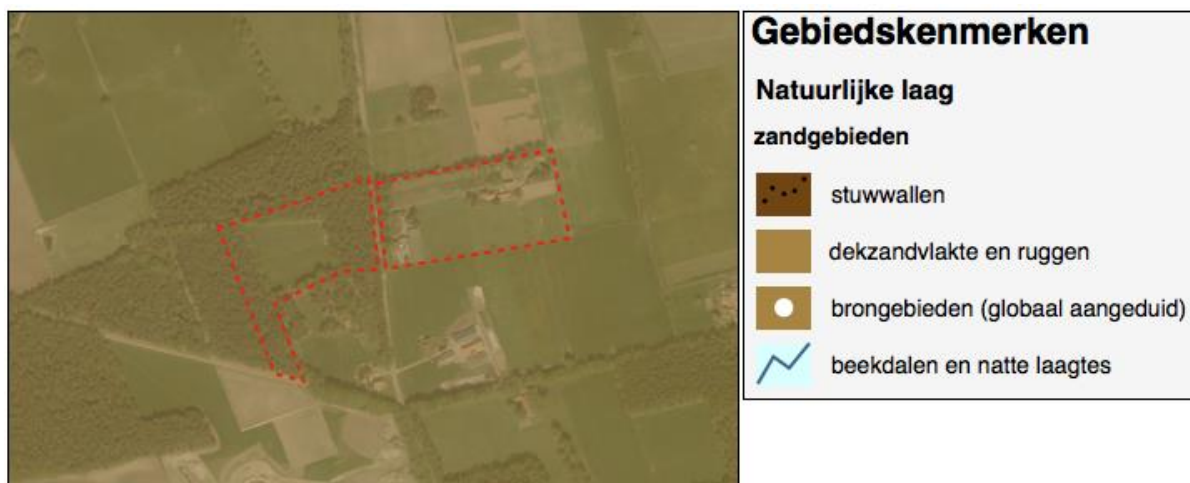 Gebiedskenmerken
Natuurlijke laag
zandgebieden
stuwwallen
dekzandvlakte en ruggen
brongebieden (globaal aangeduid)
beekdalen en natte laagtes